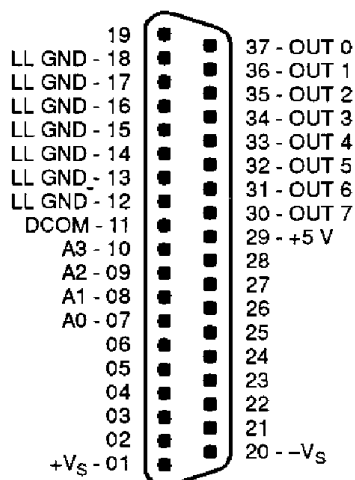 19
LL GND - 18
LL GND - 17
LL GND - 16
LL GND - 15
LL GND - 14
LL GND - 13
LL GND - 12
DCOM - 11
A3 - 10
A2 - 09
A1 - 08
A0 - 07
06
05
04
03
02
+VS - 01
37 - OUT 0
36 - OUT 1
35 - OUT 2
34 - OUT 3
33 - OUT 4
32 - OUT 5
31 - OUT 6
30 - OUT 7
29 - +5 V
28
27
26
25
24
23
22
21
20 - -VS